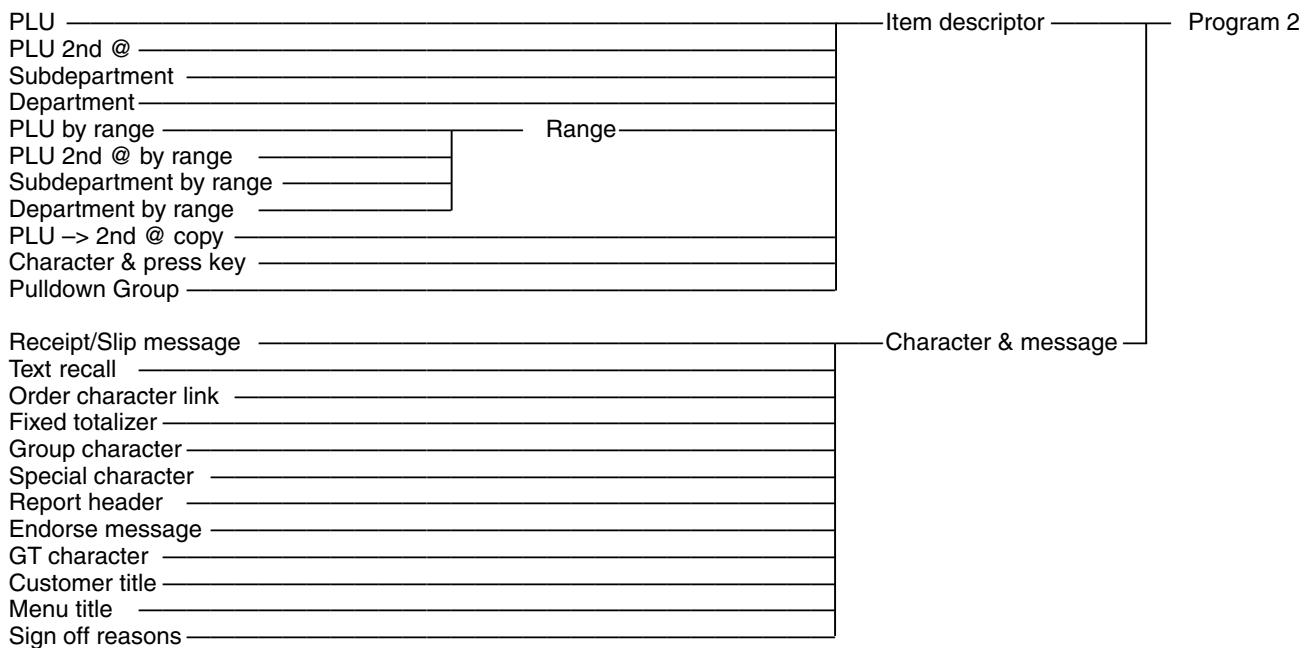 PLU Item descriptor Program 2
PLU 2nd @
Subdepartment
Department
PLU by range Range
PLU 2nd @ by range
Subdepartment by range
Department by range
PLU –> 2nd @ copy
Character & press key
Pulldown Group
Receipt/Slip message Character & message
Text recall
Order character link
Fixed totalizer
Group character
Special character
Report header
Endorse message
GT character
Customer title
Menu title
Sign off reasons